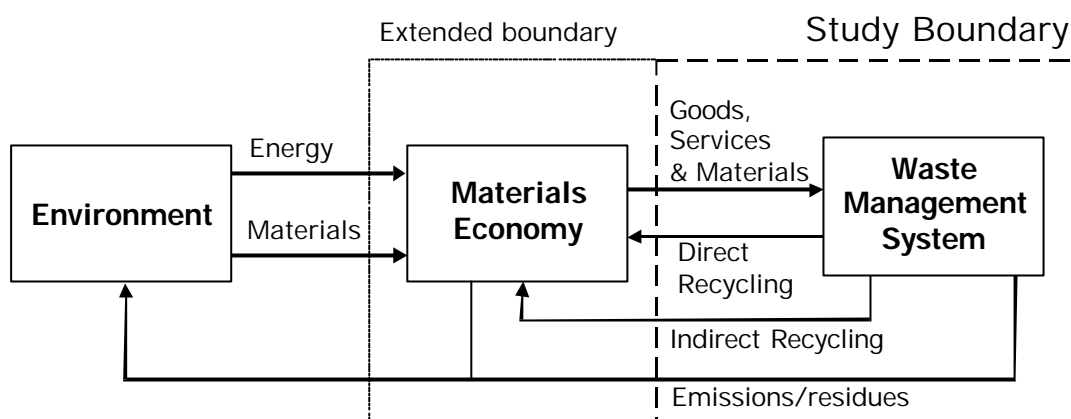 Extended boundary
Study Boundary
Energy
Materials
Environment
Materials
Economy
Goods,
Services
& Materials
Waste
Management
System
Direct
Recycling
Indirect Recycling
Emissions/residues